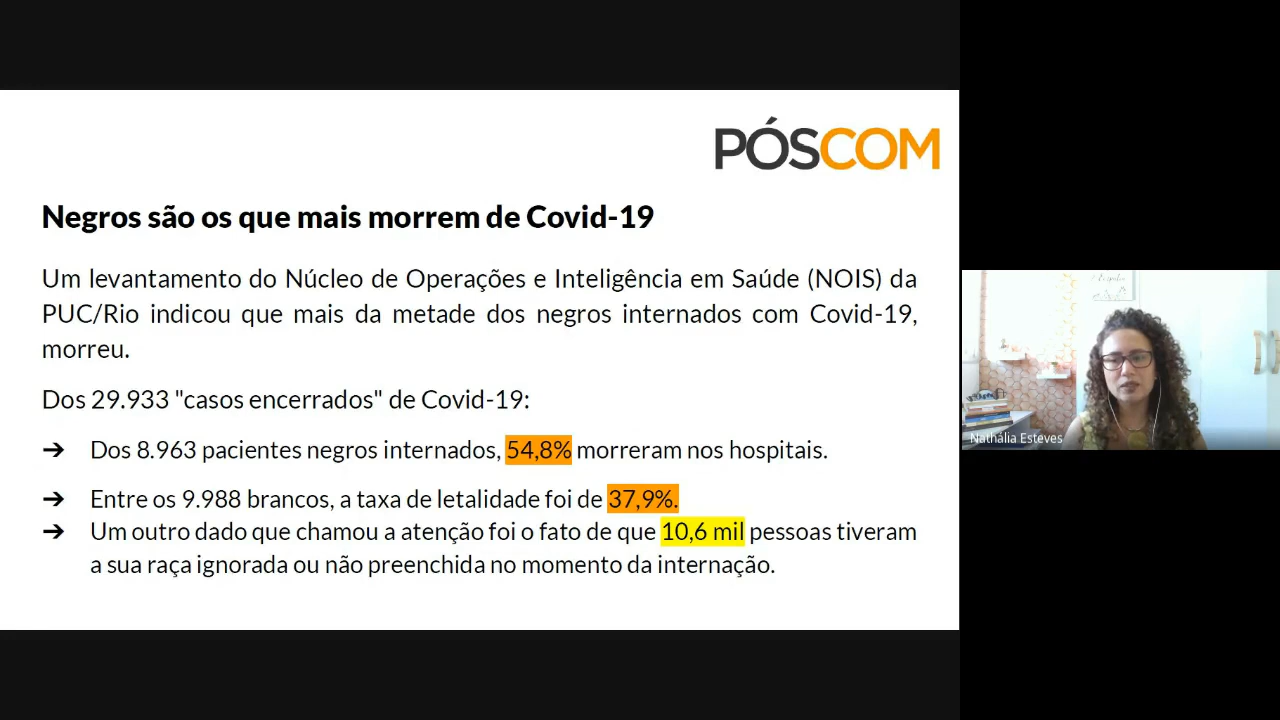 PÓSCOM
Negros são os que mais morrem de Covid-19
Um levantamento do Núcleo de Operações e Inteligência em Saúde (NOIS) da
PUC/Rio indicou que mais da metade dos negros internados com Covid-19,
morreu.
Dos 29.933 "casos encerrados" de Covid-19:
➔ Dos 8.963 pacientes negros internados, 54,8% morreram nos hospitais.
➔ Entre os 9.988 brancos, a taxa de letalidade foi de 37,9%.
➔ Um outro dado que chamou a atenção foi o fato de que 10,6 mil pessoas tiveram
a sua raça ignorada ou não preenchida no momento da internação.
Nathália Esteves